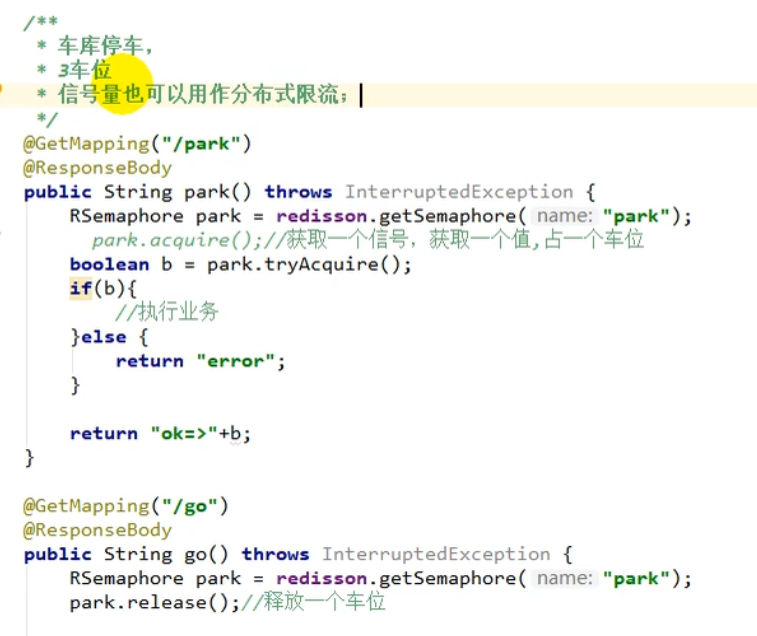 /**
 * 车库停车，
 * 3车位
 * 信号量也可以用作分布式限流；
 */
@GetMapping("/park")
@ResponseBody
public String park() throws InterruptedException {
    RSemaphore park = redisson.getSemaphore( name: "park");
      park.acquire();//获取一个信号，获取一个值,占一个车位
    boolean b = park.tryAcquire();
    if(b){
        //执行业务
    }else {
        return "error";
    }
    return "ok=>"+b;
}
@GetMapping("/go")
@ResponseBody
public String go() throws InterruptedException {
    RSemaphore park = redisson.getSemaphore( name: "park");
    park.release();//释放一个车位